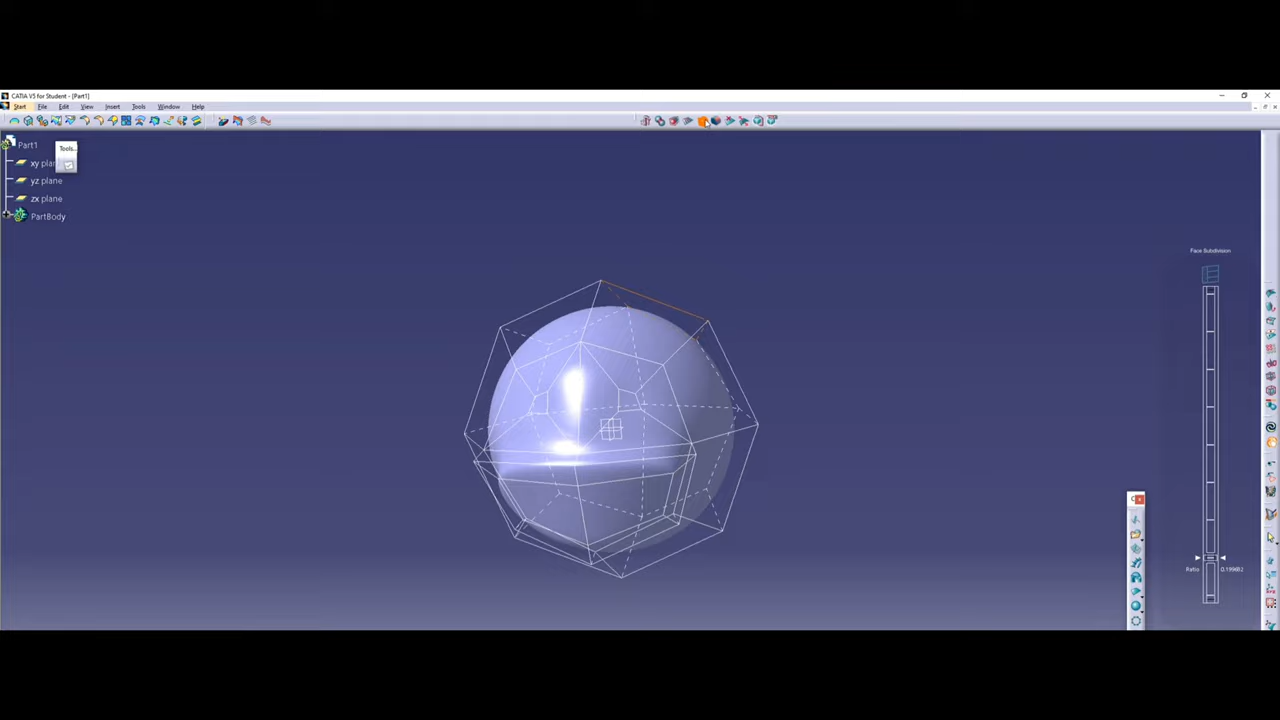 CATIA V5 for Student - [Part1]
Start File Edit View Insert Tools Window Help
Part1
Tools...
xy plan
yz plane
zx plane
PartBody
Face Subdivision
Ratio